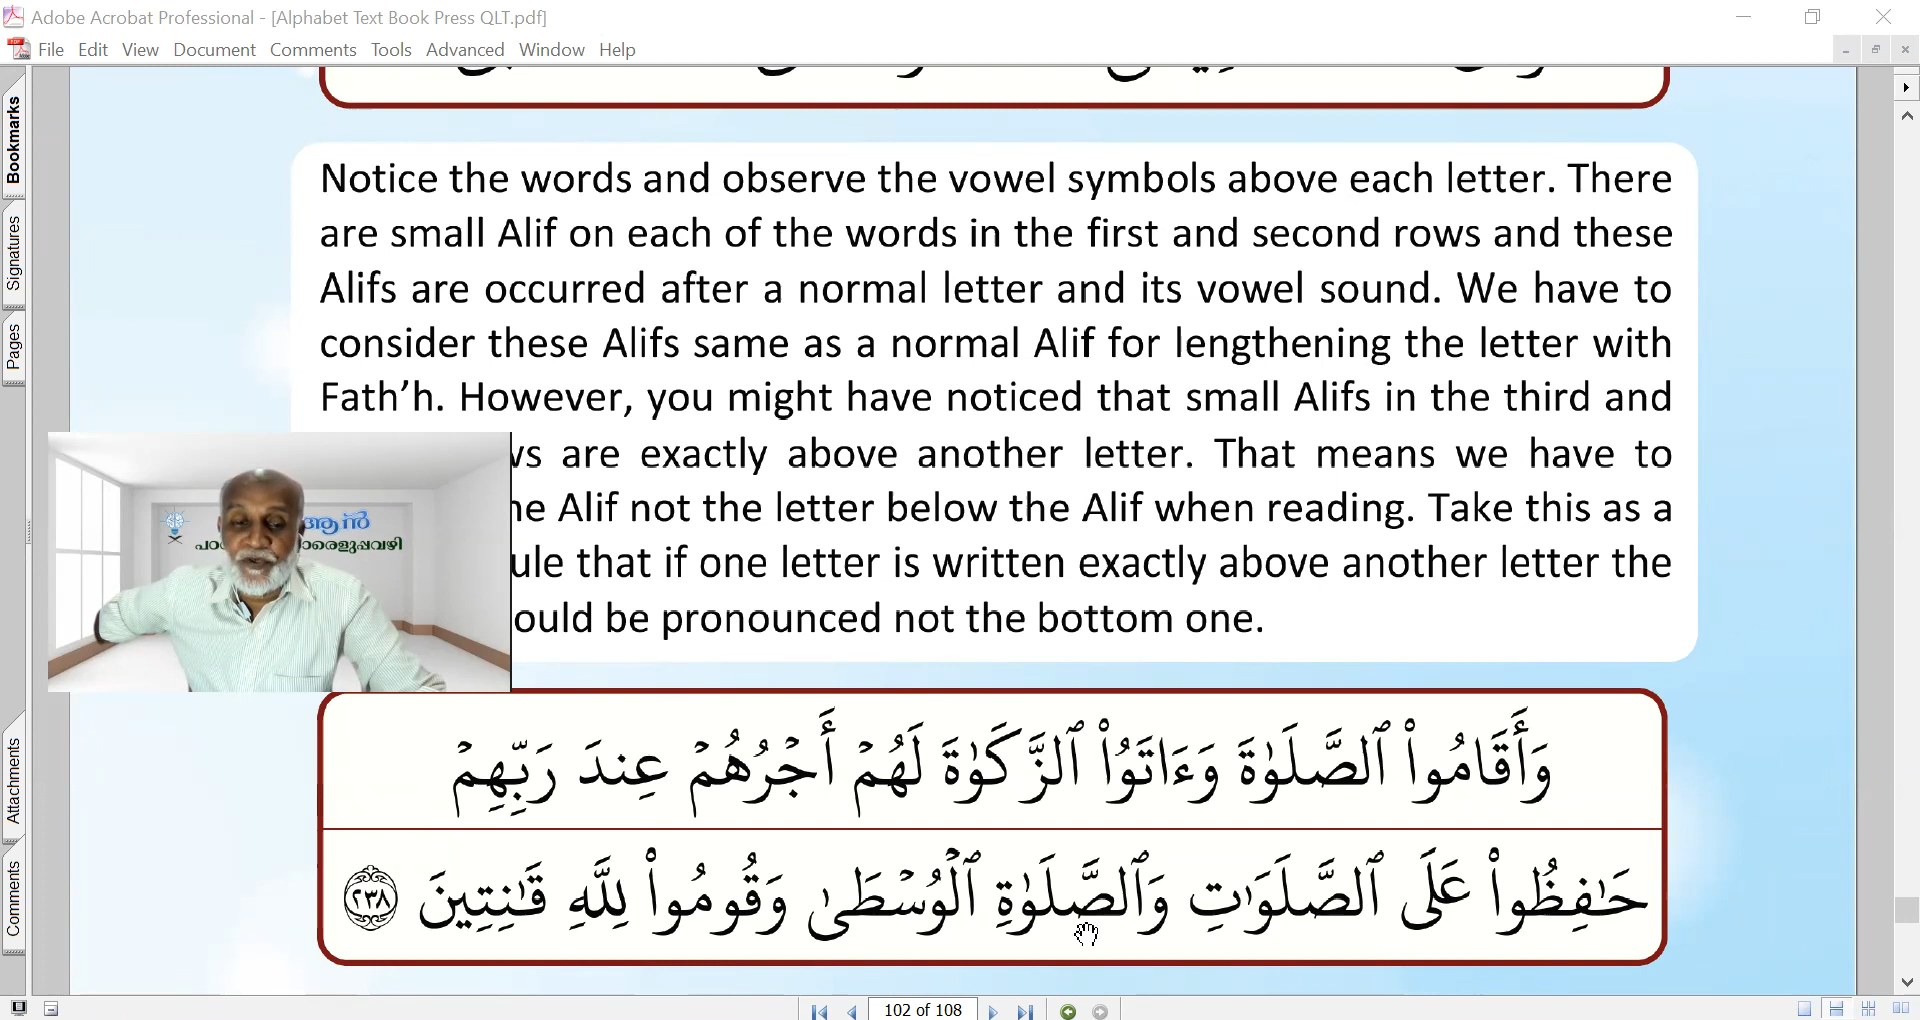 Adobe Acrobat Professional - [Alphabet Text Book Press QLT.pdf]
File Edit View Document Comments Tools Advanced Window Help
Bookmarks
Signatures
Pages
Attachments
Comments
Notice the words and observe the vowel symbols above each letter. There
are small Alif on each of the words in the first and second rows and these
Alifs are occurred after a normal letter and its vowel sound. We have to
consider these Alifs same as a normal Alif for lengthening the letter with
Fath’h. However, you might have noticed that small Alifs in the third and
are exactly above another letter. That means we have to
Alif not the letter below the Alif when reading. Take this as a
that if one letter is written exactly above another letter the
be pronounced not the bottom one.
وَأَقَامُوا۟ ٱلصَّلَوٰةَ وَءَاتَوُا۟ ٱلزَّكَوٰةَ لَهُمۡ أَجۡرُهُمۡ عِندَ رَبِّهِمۡ
حَـٰفِظُوا۟ عَلَى ٱلصَّلَوَٰتِ وَٱلصَّلَوٰةِ ٱلۡوُسۡطَىٰ وَقُومُوا۟ لِلَّهِ قَـٰنِتِينَ ٢٣٨
102 of 108